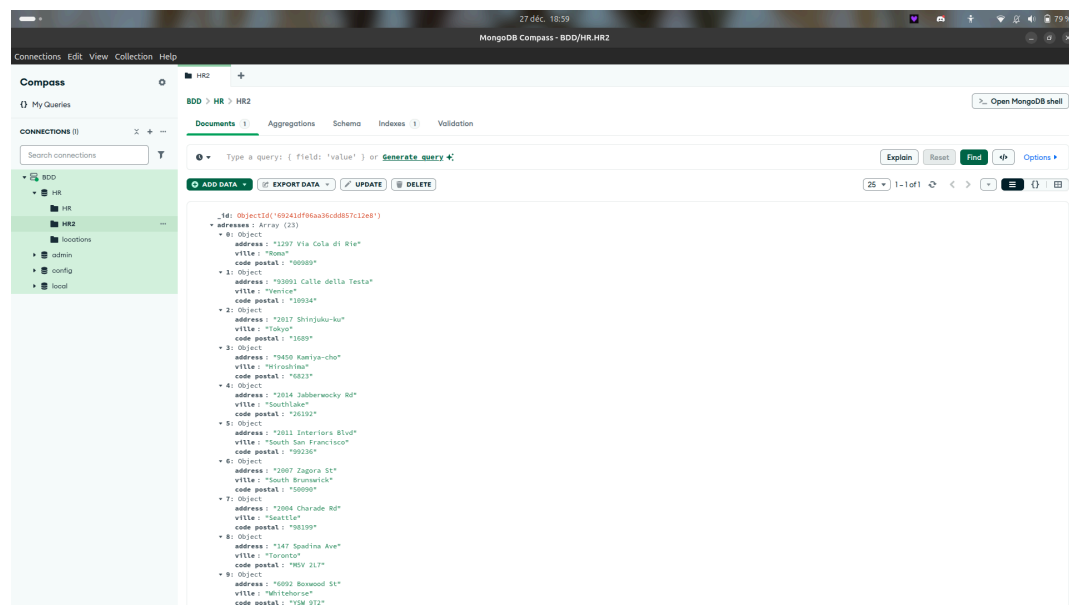 27 déc. 18:59
79 %
MongoDB Compass - BDD/HR.HR2
Connections Edit View Collection Help
Compass
{} My Queries
CONNECTIONS (1)
Search connections
BDD
HR
HR
HR2
locations
admin
config
local
HR2
BDD > HR > HR2
>_ Open MongoDB shell
Documents 1 Aggregations Schema Indexes 1 Validation
Type a query: { field: 'value' } or Generate query
Explain Reset Find </> Options
ADD DATA EXPORT DATA UPDATE DELETE
25 1-1 of 1
_id: ObjectId('69241df06aa36cdd857c12e8')
adresses : Array (23)
0: Object
address : "1297 Via Cola di Rie"
ville : "Roma"
code postal : "00989"
1: Object
address : "93091 Calle della Testa"
ville : "Venice"
code postal : "10934"
2: Object
address : "2017 Shinjuku-ku"
ville : "Tokyo"
code postal : "1689"
3: Object
address : "9450 Kamiya-cho"
ville : "Hiroshima"
code postal : "6823"
4: Object
address : "2014 Jabberwocky Rd"
ville : "Southlake"
code postal : "26192"
5: Object
address : "2011 Interiors Blvd"
ville : "South San Francisco"
code postal : "99236"
6: Object
address : "2007 Zagora St"
ville : "South Brunswick"
code postal : "50090"
7: Object
address : "2004 Charade Rd"
ville : "Seattle"
code postal : "98199"
8: Object
address : "147 Spadina Ave"
ville : "Toronto"
code postal : "M5V 2L7"
9: Object
address : "6092 Boxwood St"
ville : "Whitehorse"
code postal : "YSW 9T2"